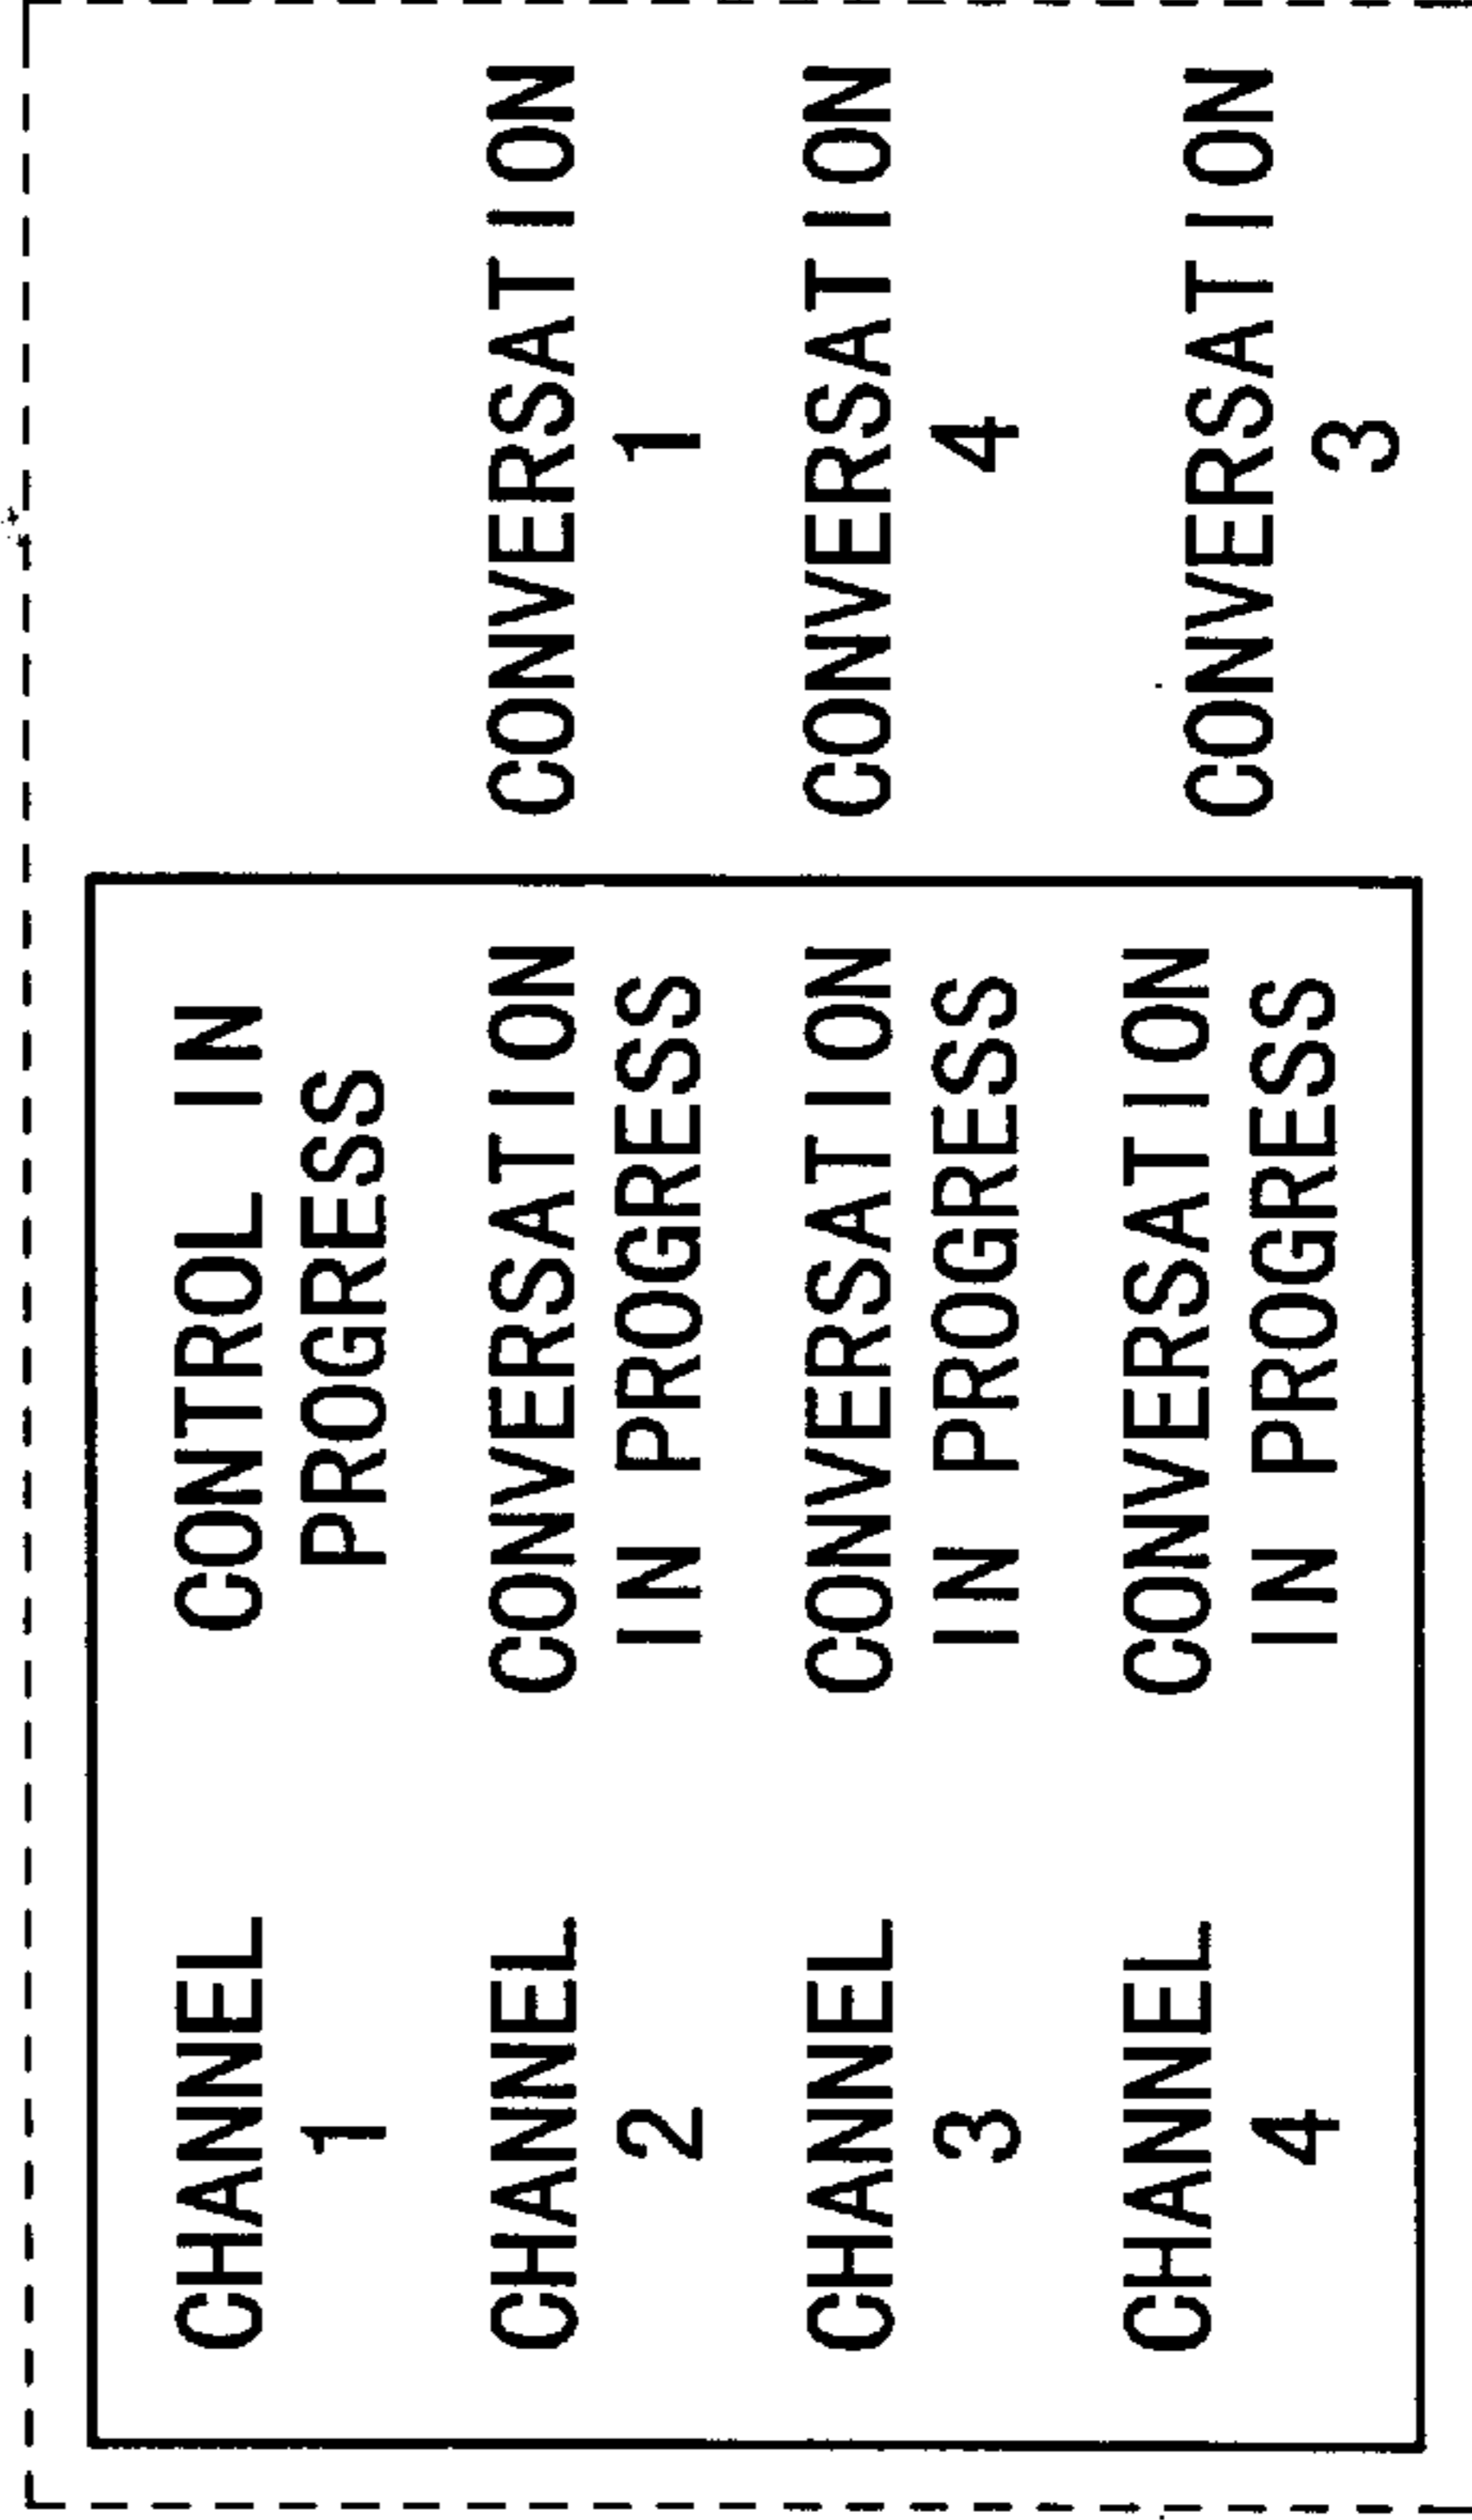 CHANNEL
1
CONTROL IN
PROGRESS
CHANNEL
2
CONVERSATION
IN PROGRESS
CONVERSATION
1
CHANNEL
3
CONVERSATION
IN PROGRESS
CONVERSATION
4
CHANNEL
4
CONVERSATION
IN PROGRESS
CONVERSATION
3